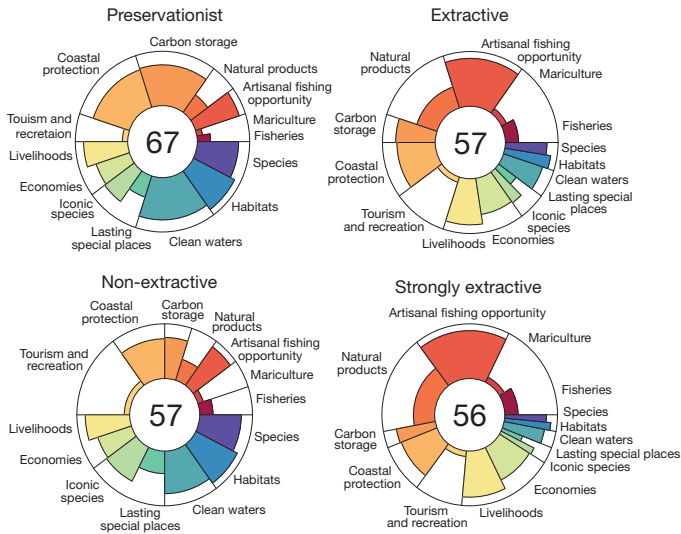 Preservationist
Carbon storage
Coastal
protection
Natural products
Artisanal fishing
opportunity
Mariculture
Fisheries
Touism and
recretaion
Livelihoods
Species
Economies
Iconic
species
Habitats
Lasting
special places
Clean waters
67
Extractive
Artisanal fishing
opportunity
Natural
products
Mariculture
Carbon
storage
Fisheries
Species
Habitats
Clean waters
Coastal
protection
Lasting special
places
Iconic
species
Tourism
and recreation
Livelihoods
Economies
57
Non-extractive
Coastal
protection
Carbon
storage
Natural
products
Artisanal fishing
opportunity
Tourism and
recreation
Mariculture
Fisheries
Livelihoods
Species
Economies
Iconic
species
Habitats
Lasting
special places
Clean waters
57
Strongly extractive
Artisanal fishing opportunity
Mariculture
Natural
products
Fisheries
Species
Habitats
Clean waters
Lasting special places
Iconic species
Carbon
storage
Coastal
protection
Economies
Tourism
and recreation
Livelihoods
56